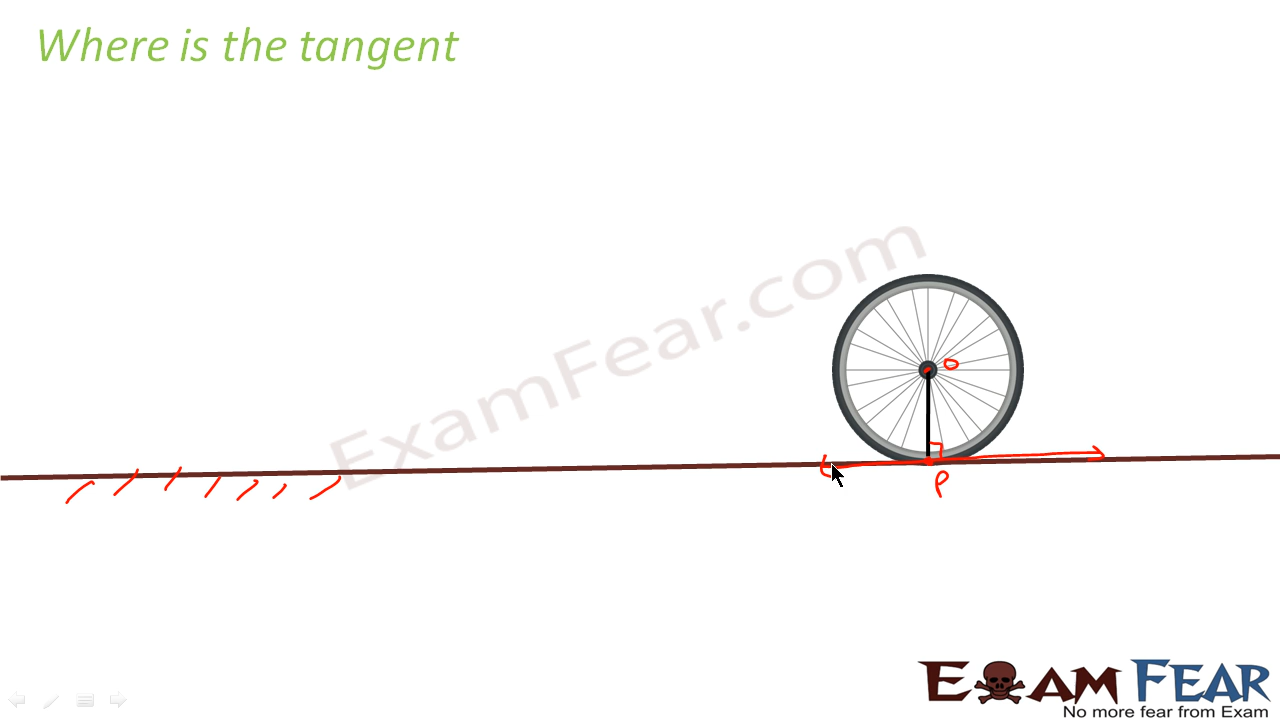 Where is the tangent
ExamFear.com
O
P
EXAM FEAR
No more fear from Exam